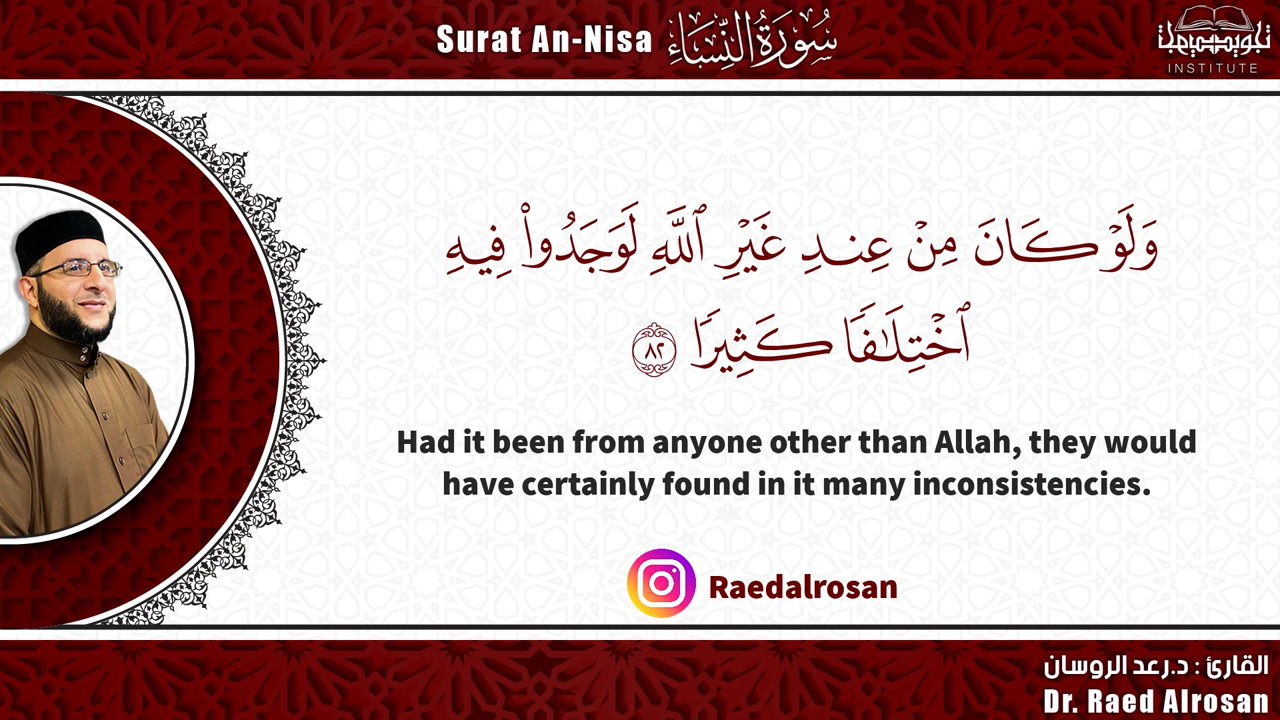 Surat An-Nisa سُورَةُ النِّسَاءِ
INSTITUTE
وَلَوْ كَانَ مِنْ عِندِ غَيْرِ ٱللَّهِ لَوَجَدُوا۟ فِيهِ
ٱخْتِلَـٰفًا كَثِيرًا ٨٢
Had it been from anyone other than Allah, they would
have certainly found in it many inconsistencies.
Raedalrosan
القارئ : د.رعد الروسان
Dr. Raed Alrosan